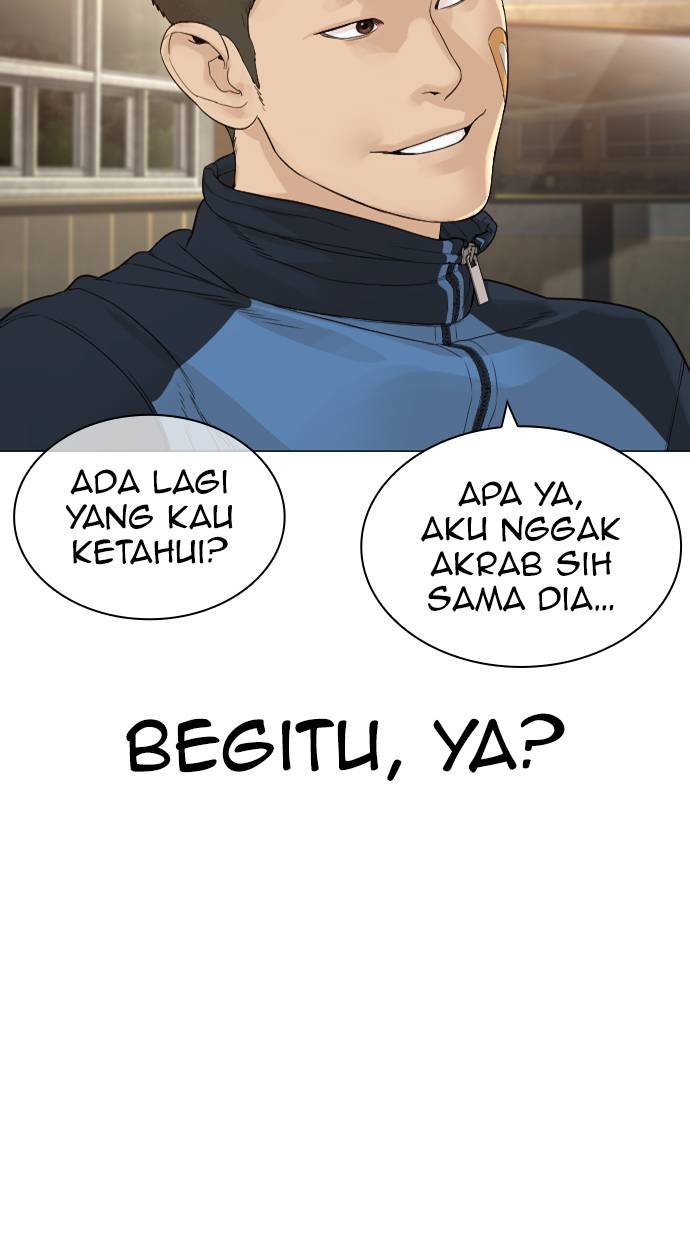 ADA LAGI
YANG KAU
KETAHUI?
APA YA,
AKU NGGAK
AKRAB SIH
SAMA DIA...
BEGITU, YA?